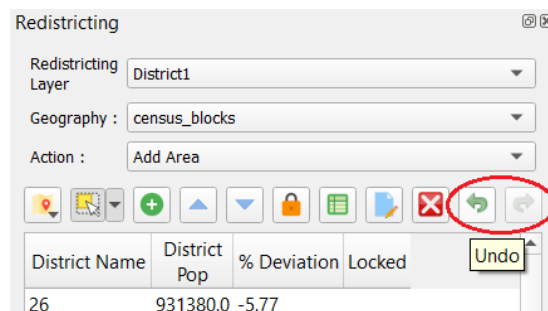 Redistricting
Redistricting
Layer
District1
Geography :
census_blocks
Action :
Add Area
District Name
District
Pop
% Deviation
Locked
Undo
26
931380.0
-5.77